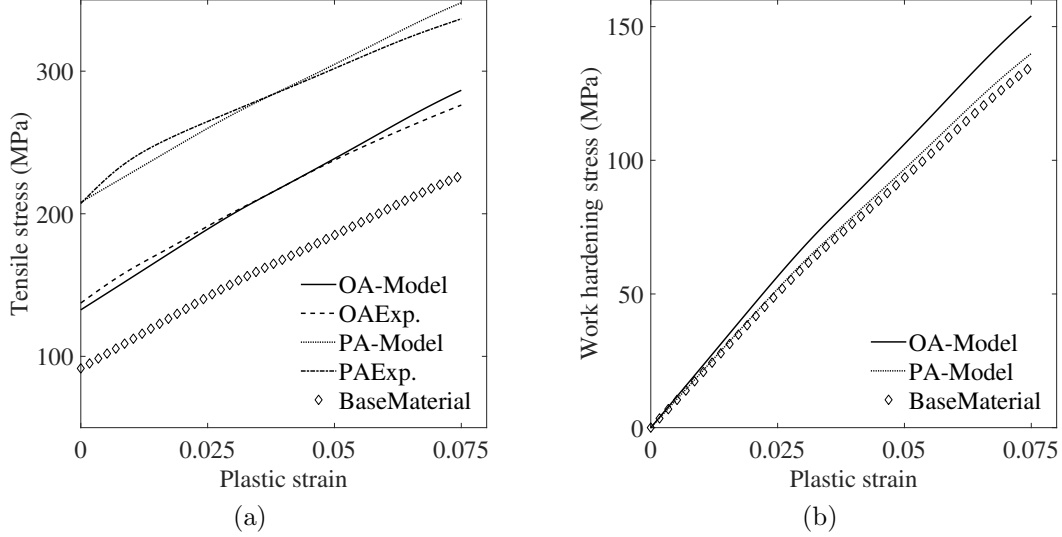 300
200
100
0
0.025
0.05
0.075
Tensile stress (MPa)
Plastic strain
OA-Model
OAExp.
PA-Model
PAExp.
BaseMaterial
(a)
150
100
50
0
0
0.025
0.05
0.075
Work hardening stress (MPa)
Plastic strain
OA-Model
PA-Model
BaseMaterial
(b)